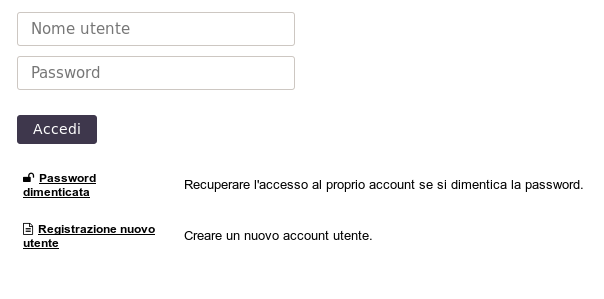 Nome utente
Password
Accedi
Password
dimenticata
Recuperare l'accesso al proprio account se si dimentica la password.
Registrazione nuovo
utente
Creare un nuovo account utente.